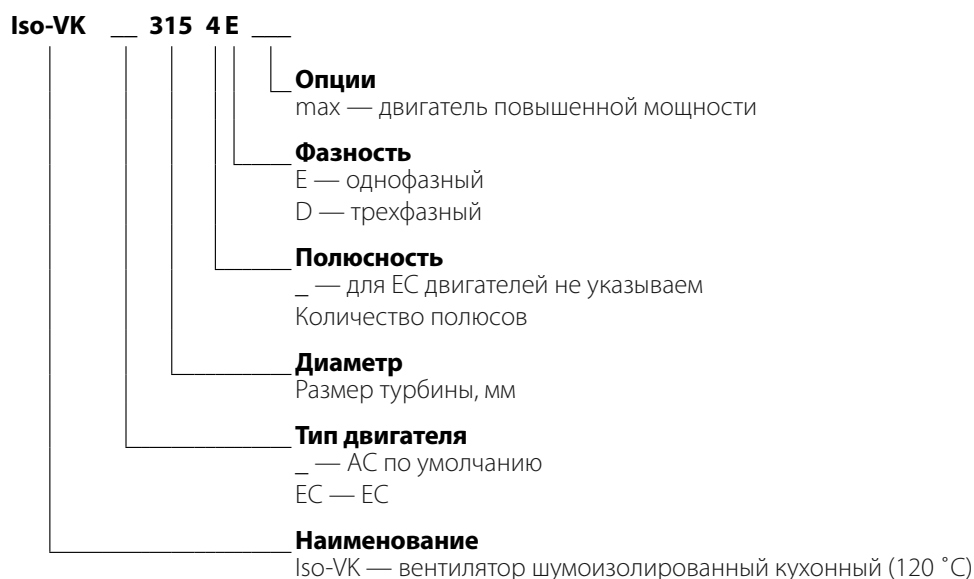 Iso-VK __ 315 4 E ___
Опции
max — двигатель повышенной мощности
Фазность
E — однофазный
D — трехфазный
Полюсность
_ — для EC двигателей не указываем
Количество полюсов
Диаметр
Размер турбины, мм
Тип двигателя
_ — AC по умолчанию
EC — EC
Наименование
Iso-VK — вентилятор шумоизолированный кухонный (120 ˚C)